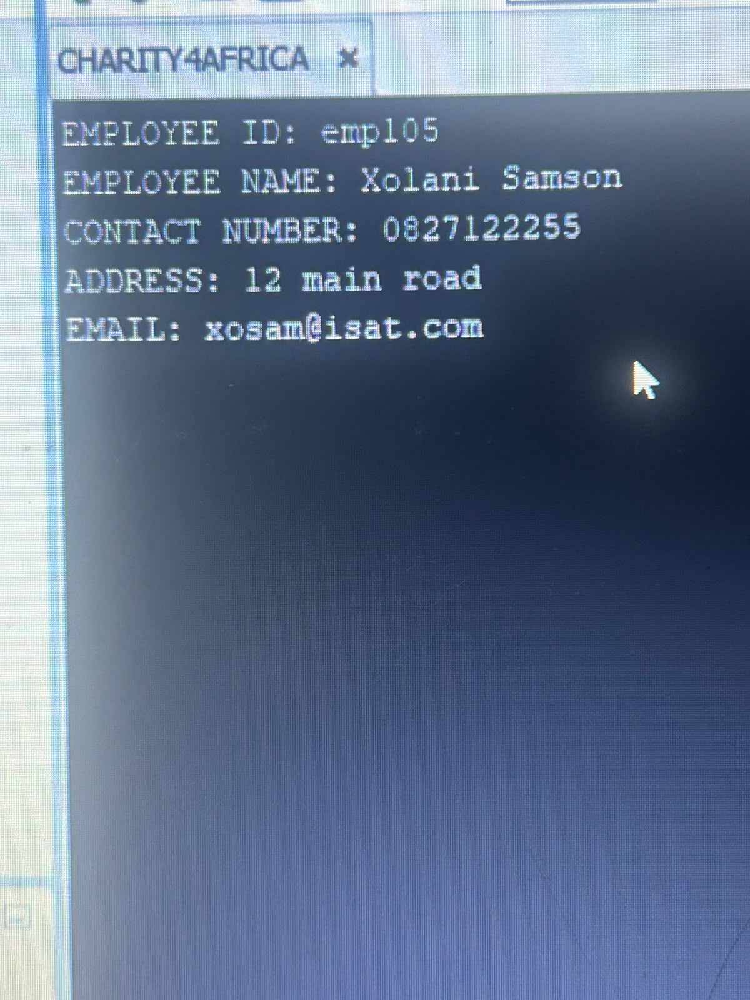 CHARITY4AFRICA
EMPLOYEE ID: emp105
EMPLOYEE NAME: Xolani Samson
CONTACT NUMBER: 0827122255
ADDRESS: 12 main road
EMAIL: xosam@isat.com